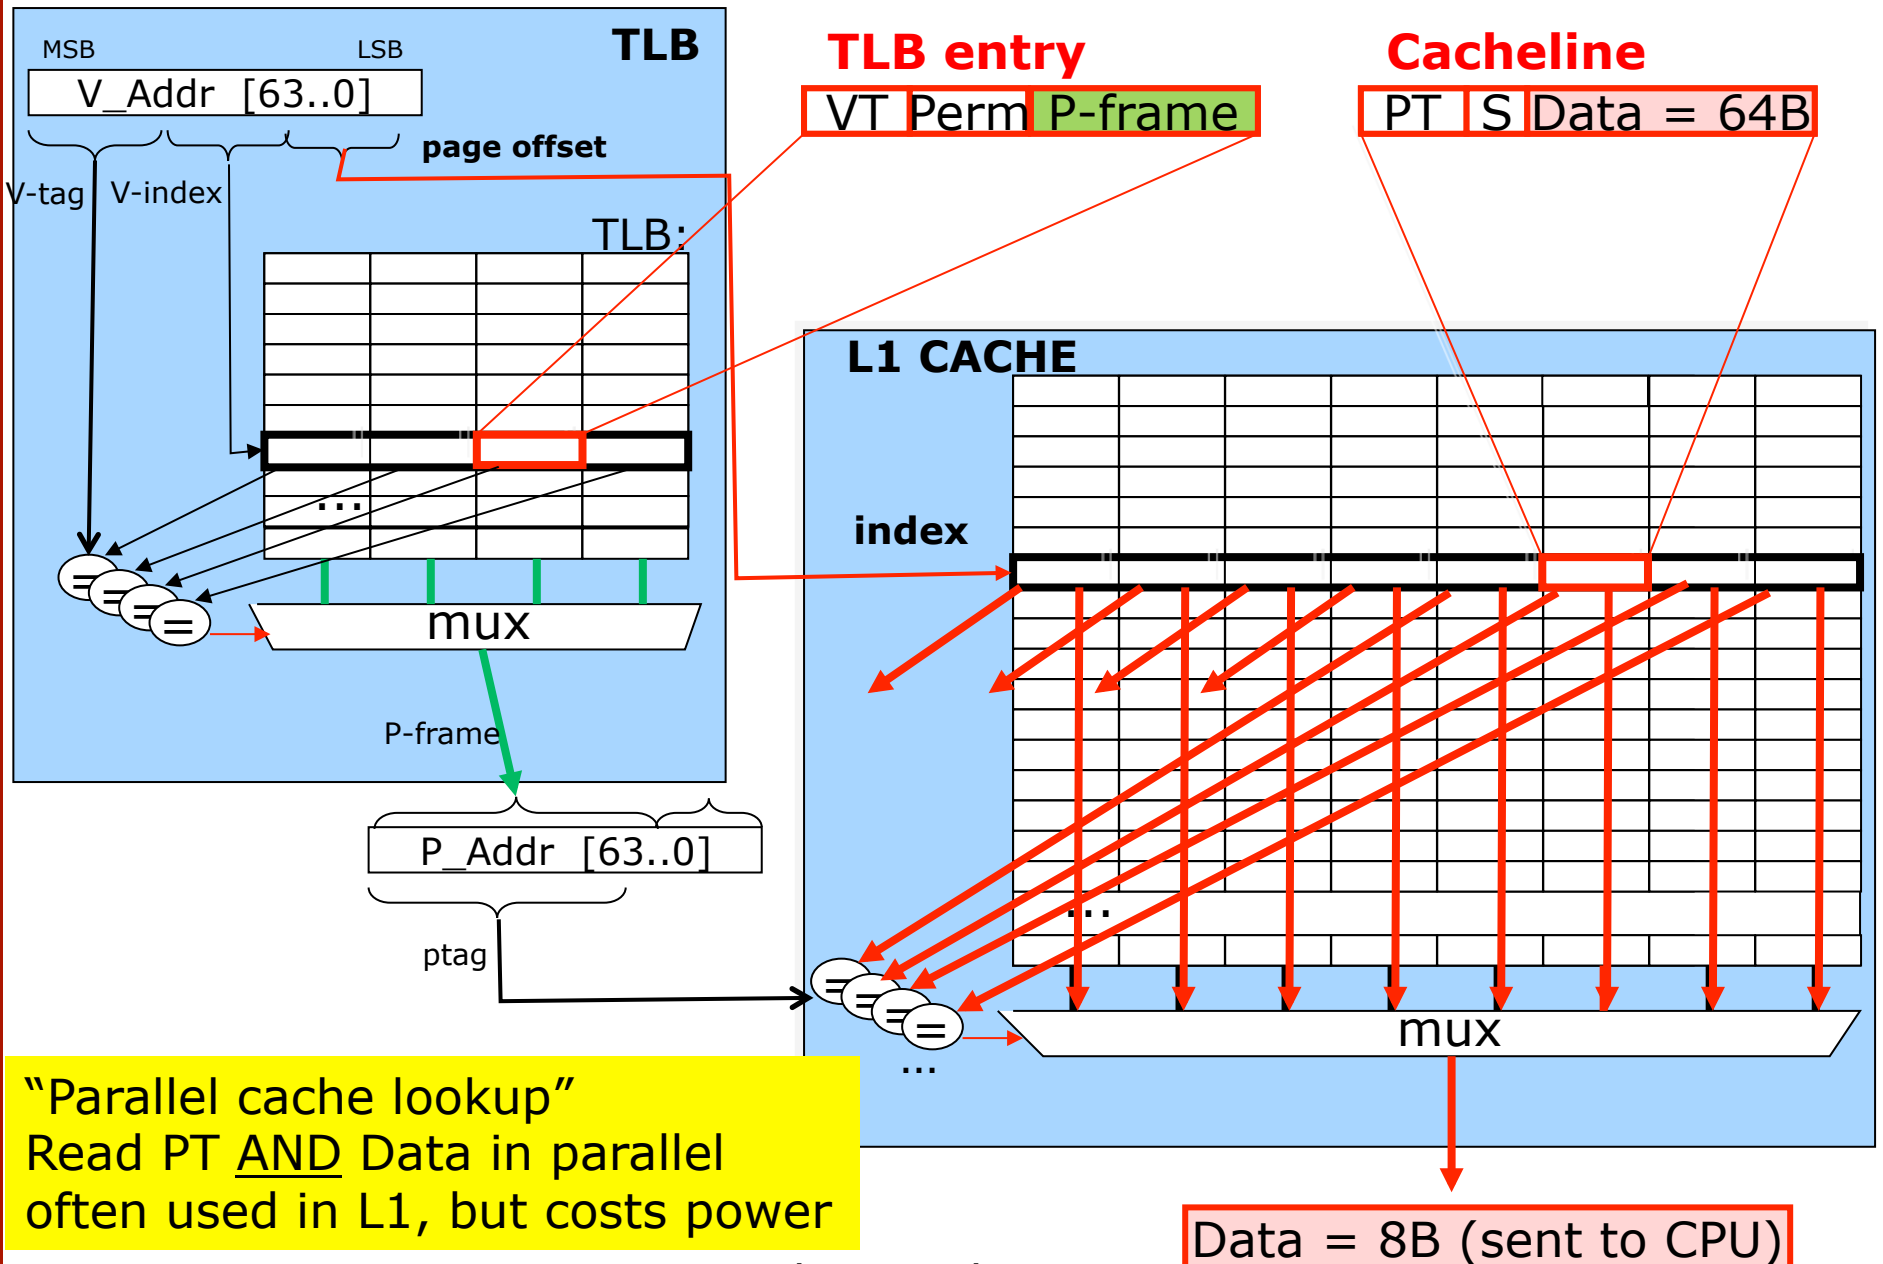 TLB
MSB LSB
V_Addr [63..0]
page offset
V-tag V-index
TLB:
...
=
=
=
=
mux
P-frame
P_Addr [63..0]
ptag
TLB entry
VT Perm P-frame
Cacheline
PT S Data = 64B
L1 CACHE
index
...
=
=
=
=
...
mux
Data = 8B (sent to CPU)
“Parallel cache lookup”
Read PT AND Data in parallel
often used in L1, but costs power